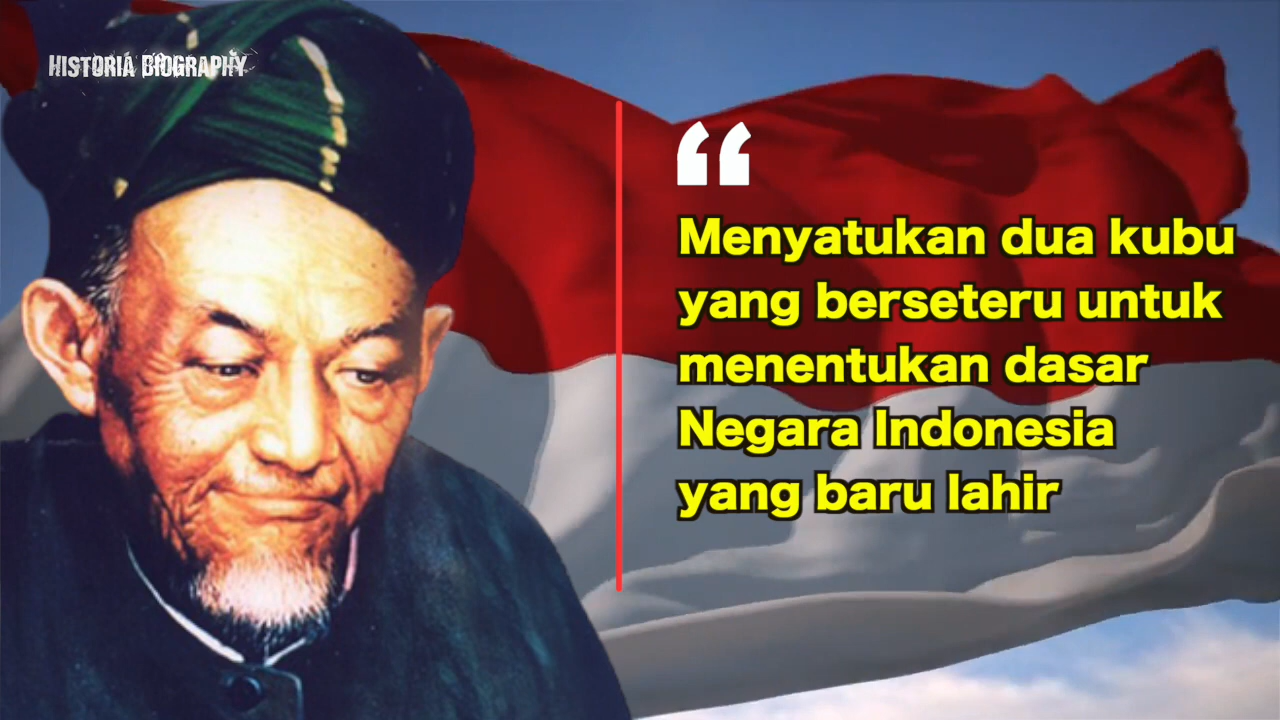 HISTORIA BIOGRAPHY
“
Menyatukan dua kubu
yang berseteru untuk
menentukan dasar
Negara Indonesia
yang baru lahir